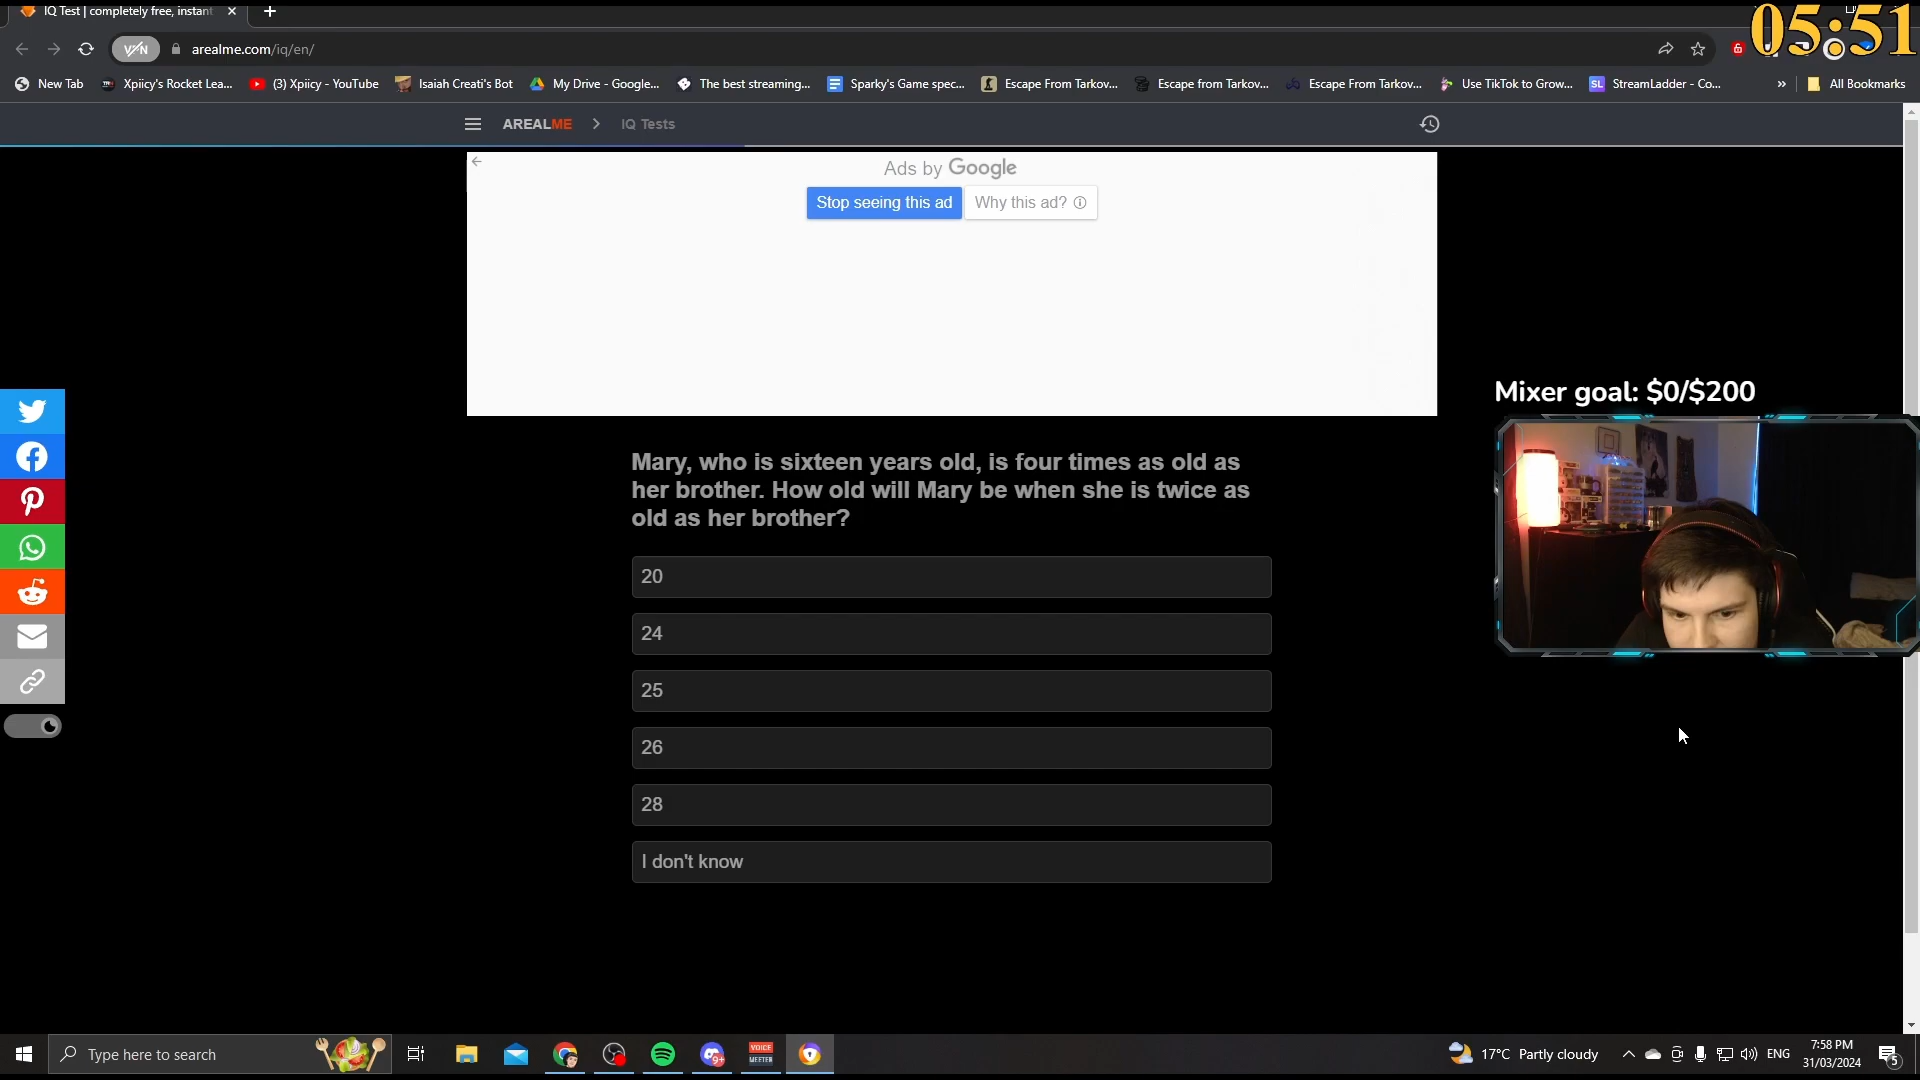 IQ Test | completely free, instant
05:51
VPN
arealme.com/iq/en/
New Tab
Xpiicy's Rocket Lea...
(3) Xpiicy - YouTube
Isaiah Creati's Bot
My Drive - Google...
The best streaming...
Sparky's Game spec...
Escape From Tarkov...
Escape from Tarkov...
Escape From Tarkov...
Use TikTok to Grow...
StreamLadder - Co...
»
All Bookmarks
AREALME > IQ Tests
Ads by Google
Stop seeing this ad
Why this ad?
Mixer goal: $0/$200
Mary, who is sixteen years old, is four times as old as
her brother. How old will Mary be when she is twice as
old as her brother?
20
24
25
26
28
I don't know
Type here to search
9+
VOICE
MEETER
17°C Partly cloudy
ENG
7:58 PM
31/03/2024
5